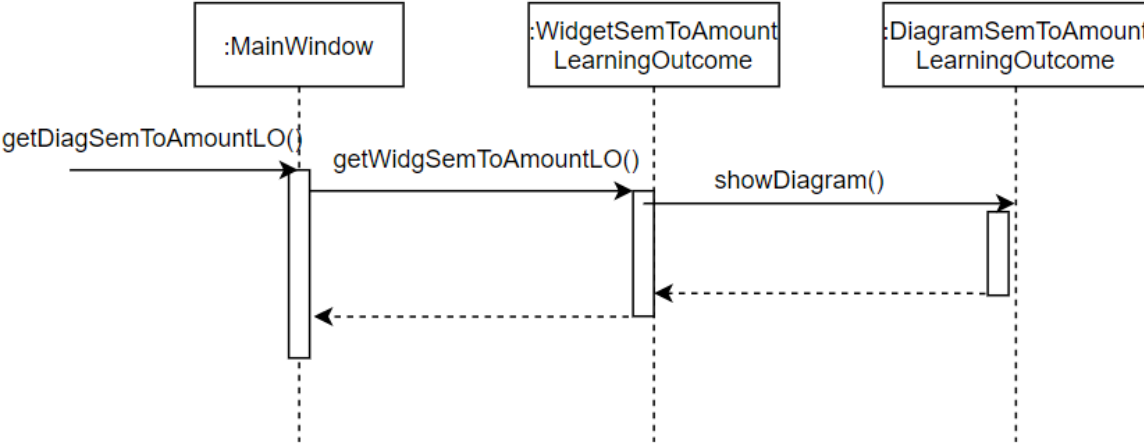 :MainWindow
:WidgetSemToAmount
LearningOutcome
:DiagramSemToAmount
LearningOutcome
getDiagSemToAmountLO()
getWidgSemToAmountLO()
showDiagram()